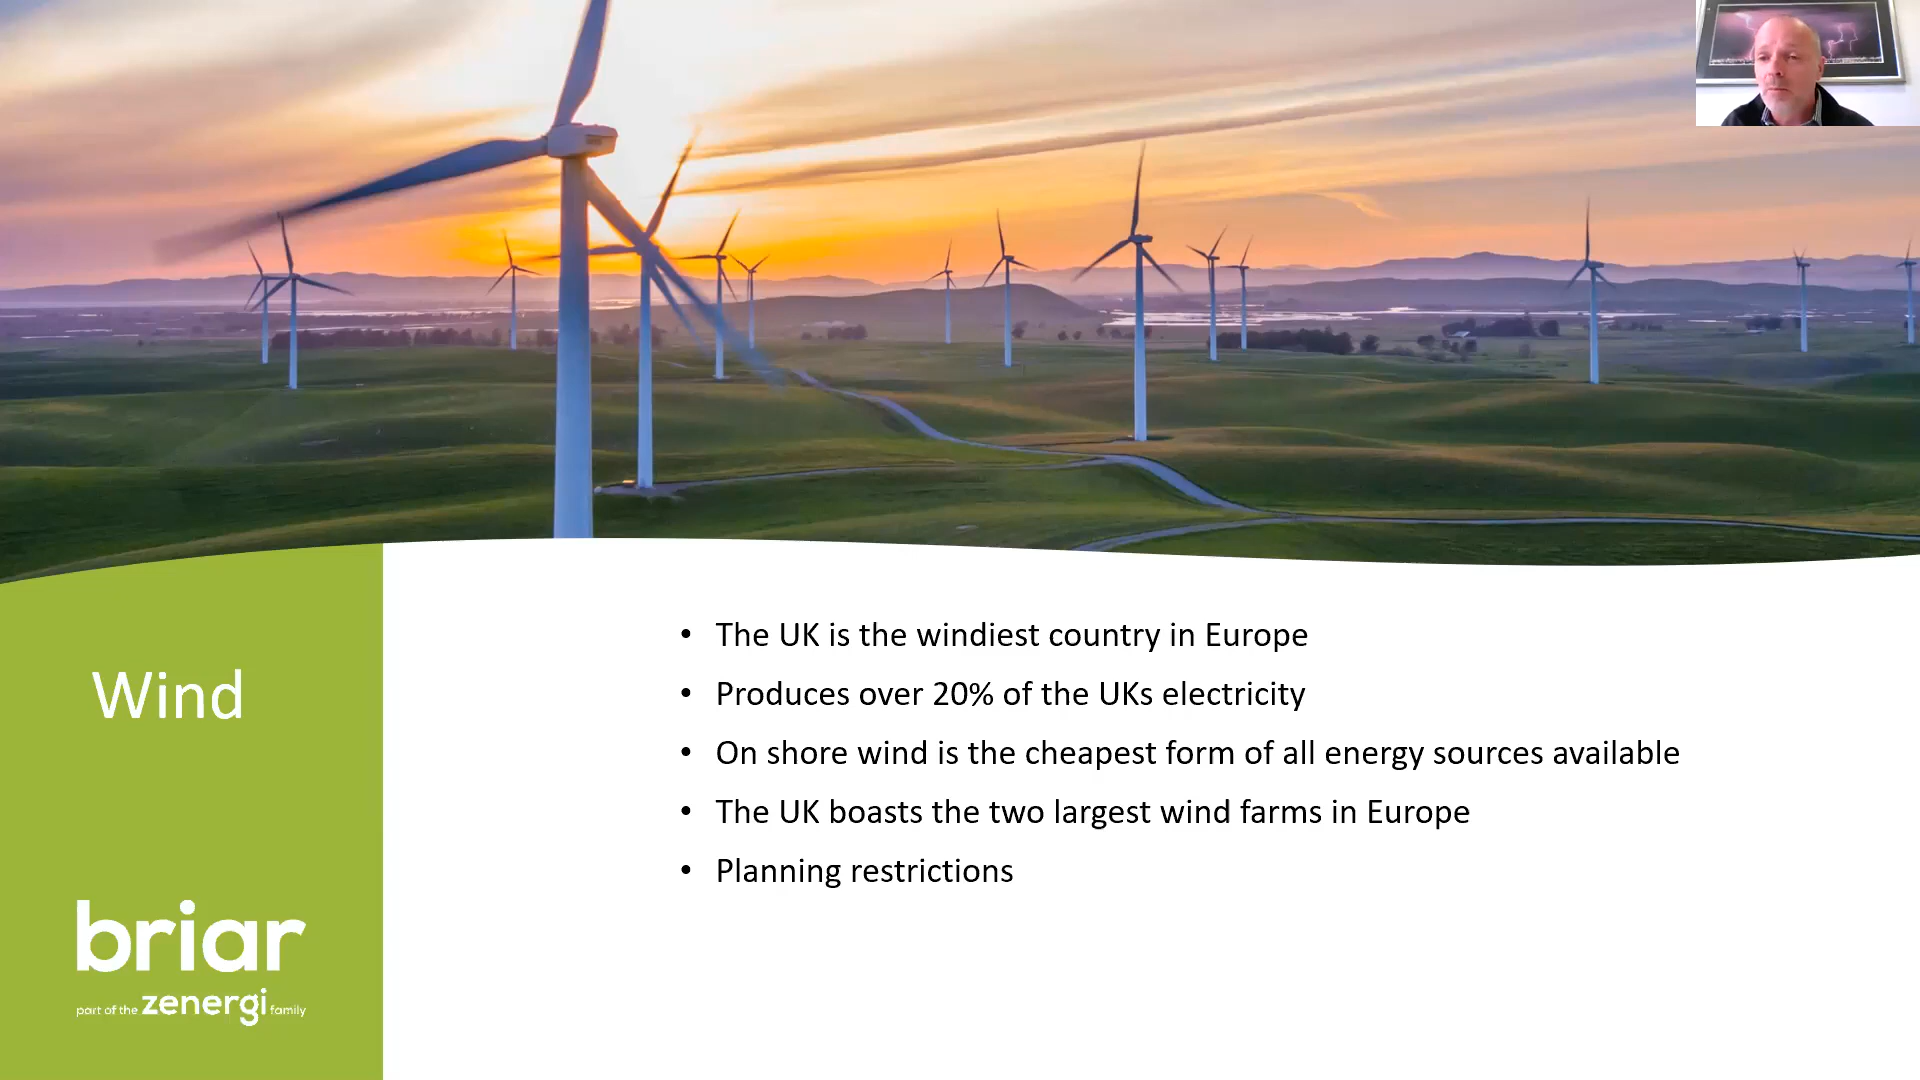 Wind
• The UK is the windiest country in Europe
• Produces over 20% of the UKs electricity
• On shore wind is the cheapest form of all energy sources available
• The UK boasts the two largest wind farms in Europe
• Planning restrictions
briar
part of the zenergi family